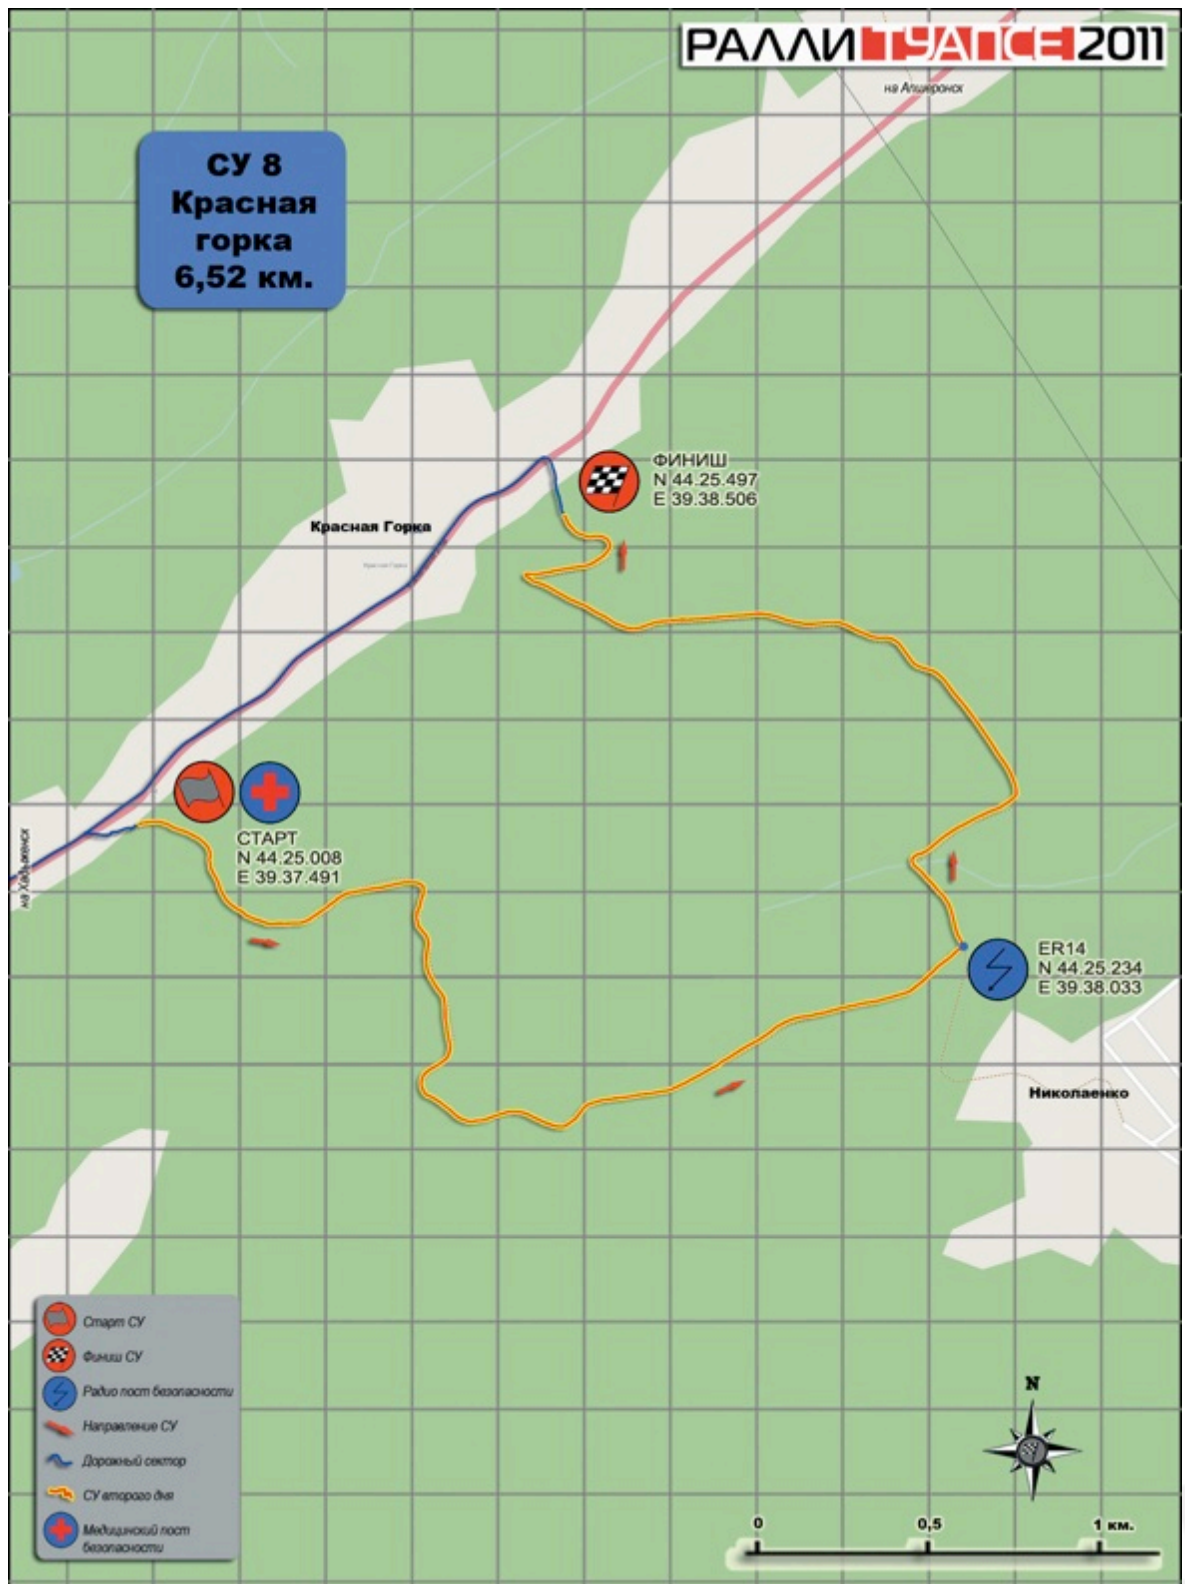 РАЛЛИ ТУАПСЕ 2011
на Апшеронск
СУ 8
Красная
горка
6,52 км.
ФИНИШ
N 44.25.497
E 39.38.506
Красная Горка
Красная Горка
СТАРТ
N 44.25.008
E 39.37.491
на Хадыженск
ER14
N 44.25.234
E 39.38.033
Николаенко
Старт СУ
Финиш СУ
Радио пост безопасности
Направление СУ
Дорожный сектор
СУ второго дня
Медицинский пост
безопасности
N
0 0,5 1 км.